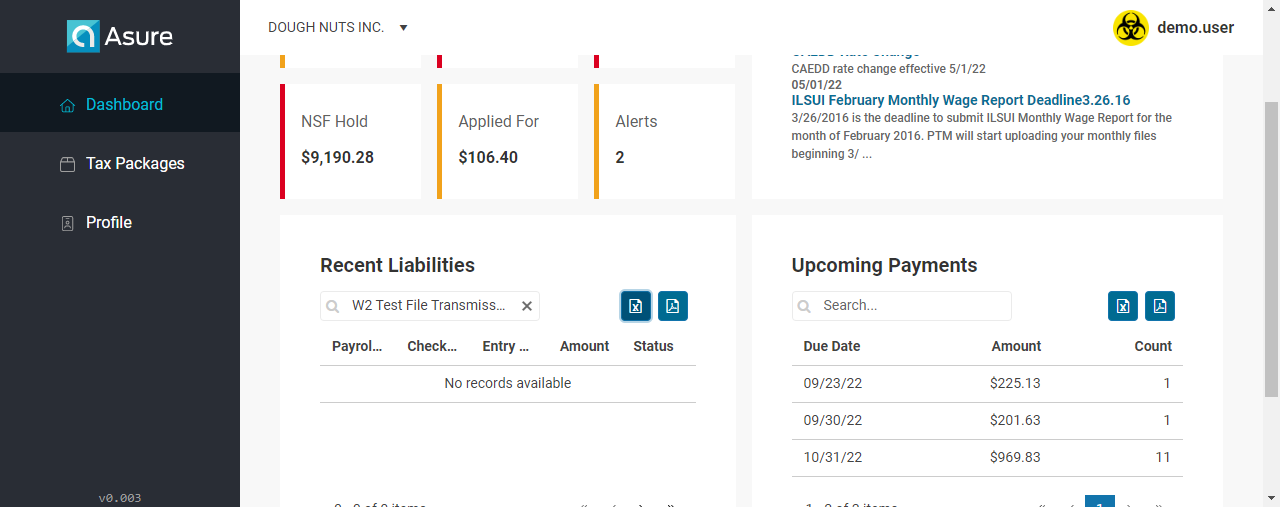 Asure
DOUGH NUTS INC.
demo.user
Dashboard
Tax Packages
Profile
v0.003
CAEDD rate change effective 5/1/22
05/01/22
ILSUI February Monthly Wage Report Deadline3.26.16
3/26/2016 is the deadline to submit ILSUI Monthly Wage Report for the
month of February 2016. PTM will start uploading your monthly files
beginning 3/ ...
NSF Hold
$9,190.28
Applied For
$106.40
Alerts
2
Recent Liabilities
W2 Test File Transmiss...
Payrol... Check... Entry ... Amount Status
No records available
Upcoming Payments
Search...
Due Date Amount Count
09/23/22 $225.13 1
09/30/22 $201.63 1
10/31/22 $969.83 11
1